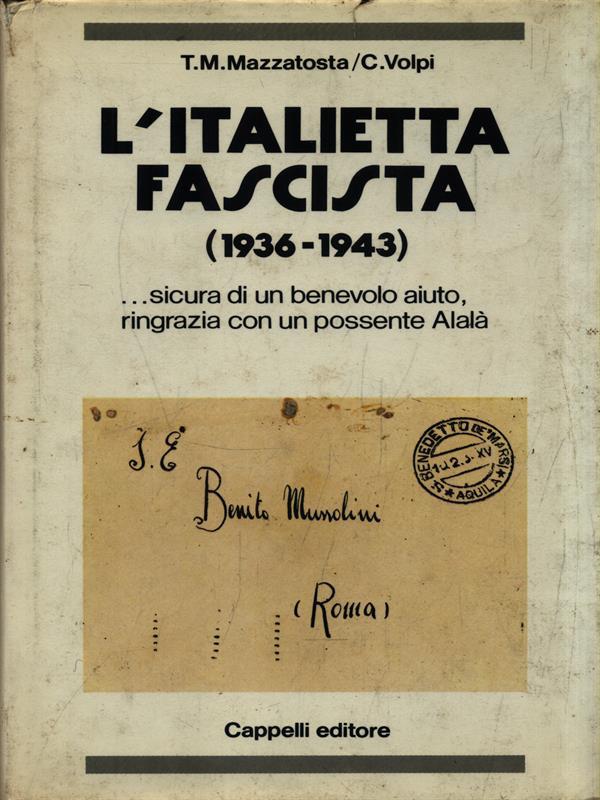 T.M.Mazzatosta/C.Volpi
L'ITALIETTA
FASCISTA
(1936-1943)
...sicura di un benevolo aiuto,
ringrazia con un possente Alalà
S. E.
S. BENEDETTO DE' MARSI
XV
AQUILA
Benito Mussolini
(Roma)
Cappelli editore